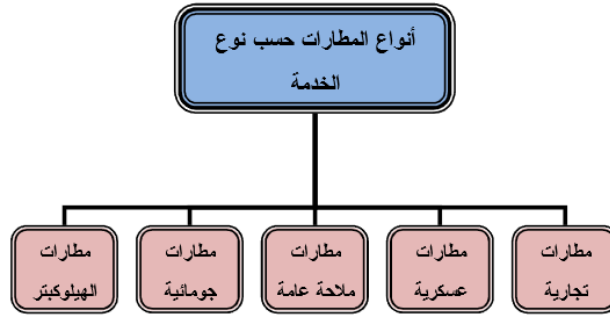 أنواع المطارات حسب نوع
الخدمة
مطارات
تجارية
مطارات
عسكرية
مطارات
ملاحة عامة
مطارات
جومائية
مطارات
الهيلوكبتر